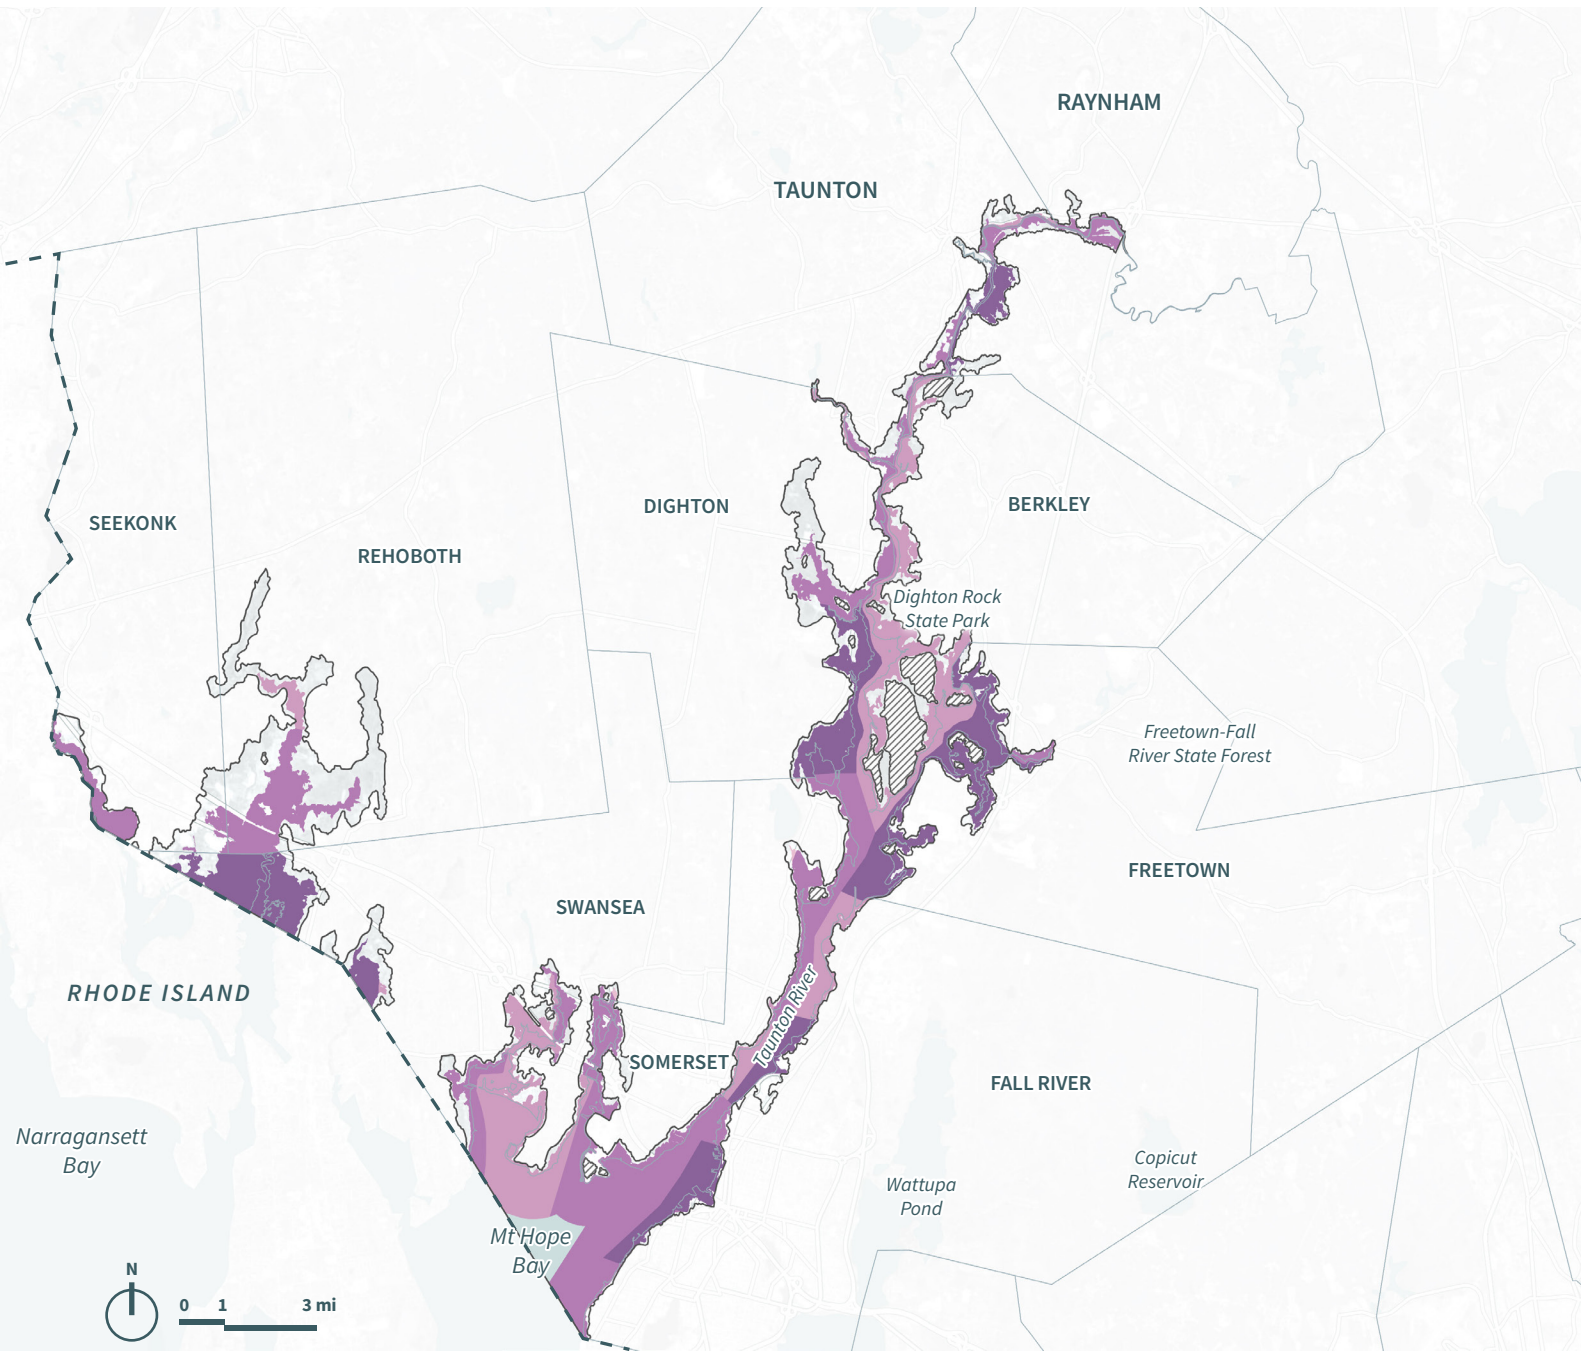 RAYNHAM
TAUNTON
SEEKONK
REHOBOTH
DIGHTON
BERKLEY
Dighton Rock
State Park
Freetown-Fall
River State Forest
FREETOWN
SWANSEA
RHODE ISLAND
Taunton River
SOMERSET
FALL RIVER
Narragansett
Bay
Copicut
Reservoir
Wattupa
Pond
Mt Hope
Bay
N
0 1 3 mi